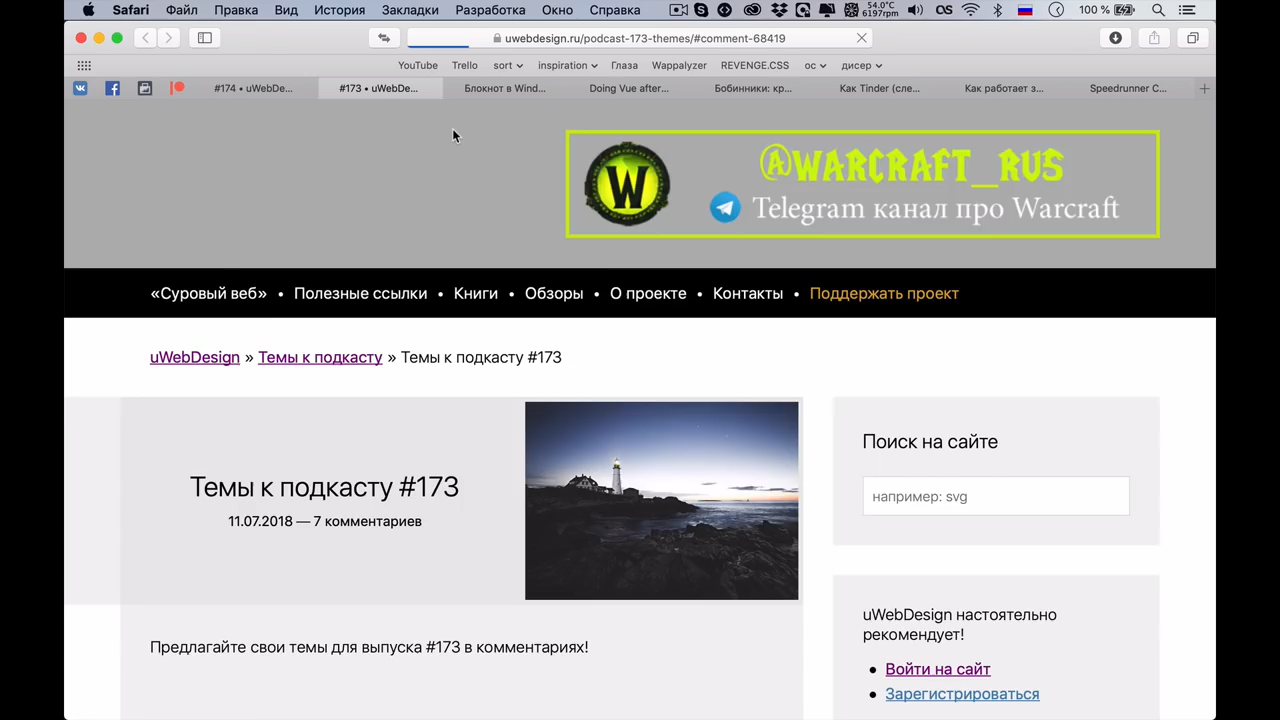 Safari Файл Правка Вид История Закладки Разработка Окно Справка 54.0°C 6197rpm 100 %
uwebdesign.ru/podcast-173-themes/#comment-68419
YouTube Trello sort inspiration Глаза Wappalyzer REVENGE.CSS ос дисер
#174 • uWebDe... #173 • uWebDe... Блокнот в Wind... Doing Vue after... Бобинники: кр... Как Tinder (сле... Как работает з... Speedrunner C...
@WARCRAFT_RUS
W
Telegram канал про Warcraft
«Суровый веб» • Полезные ссылки • Книги • Обзоры • О проекте • Контакты • Поддержать проект
uWebDesign » Темы к подкасту » Темы к подкасту #173
Темы к подкасту #173
11.07.2018 — 7 комментариев
Предлагайте свои темы для выпуска #173 в комментариях!
Поиск на сайте
например: svg
uWebDesign настоятельно
рекомендует!
• Войти на сайт
• Зарегистрироваться